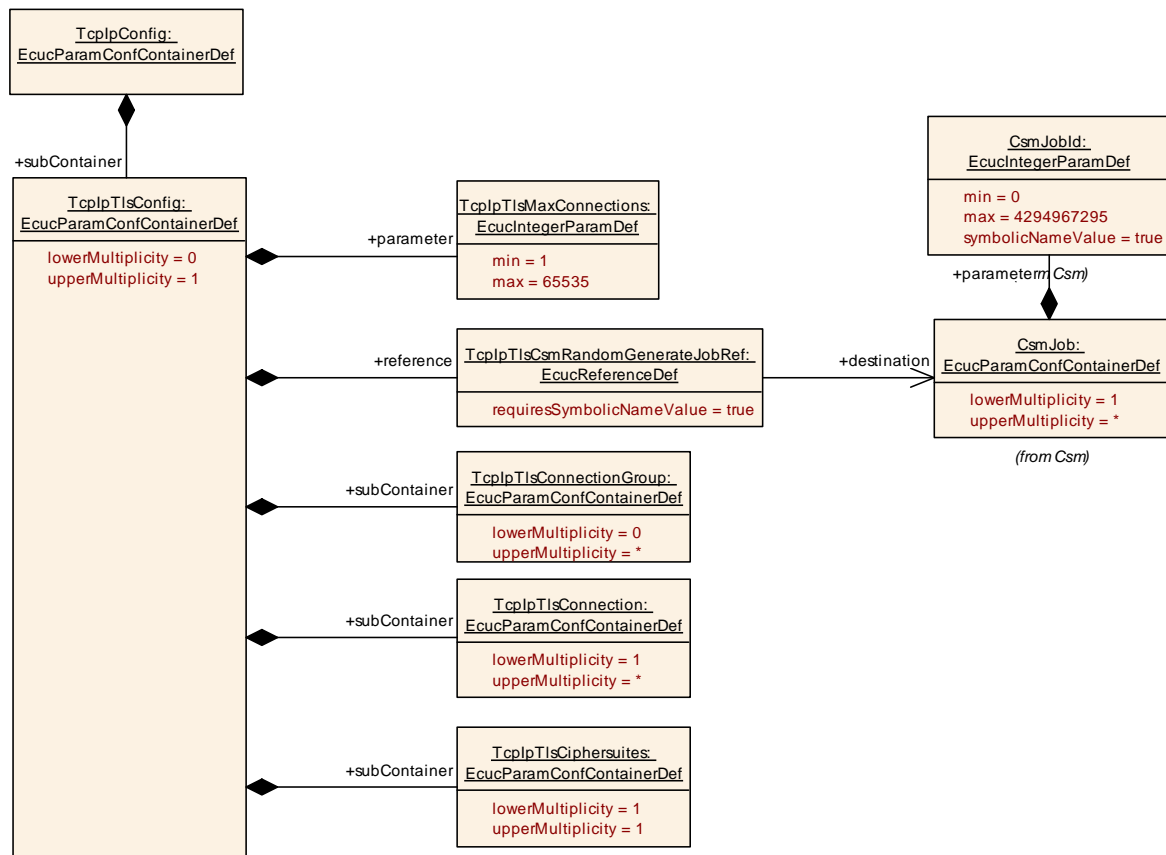 TcpIpConfig:
EcucParamConfContainerDef
+subContainer
TcpIpTlsConfig:
EcucParamConfContainerDef
lowerMultiplicity = 0
upperMultiplicity = 1
+parameter
TcpIpTlsMaxConnections:
EcucIntegerParamDef
min = 1
max = 65535
CsmJobId:
EcucIntegerParamDef
min = 0
max = 4294967295
symbolicNameValue = true
+parameter
m Csm)
+reference
TcpIpTlsCsmRandomGenerateJobRef:
EcucReferenceDef
requiresSymbolicNameValue = true
+destination
CsmJob:
EcucParamConfContainerDef
lowerMultiplicity = 1
upperMultiplicity = *
(from Csm)
+subContainer
TcpIpTlsConnectionGroup:
EcucParamConfContainerDef
lowerMultiplicity = 0
upperMultiplicity = *
+subContainer
TcpIpTlsConnection:
EcucParamConfContainerDef
lowerMultiplicity = 1
upperMultiplicity = *
+subContainer
TcpIpTlsCiphersuites:
EcucParamConfContainerDef
lowerMultiplicity = 1
upperMultiplicity = 1